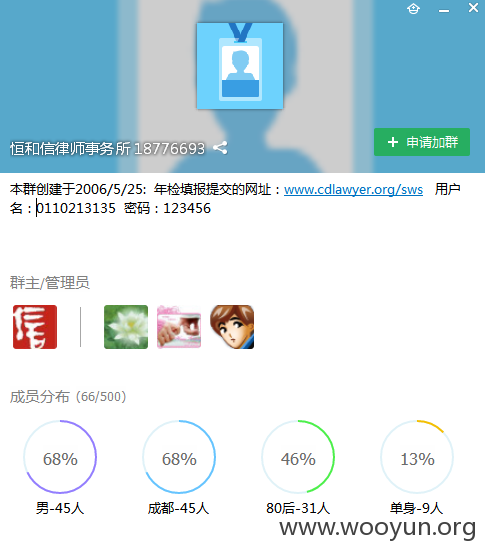 恒和信律师事务所 18776693
申请加群
本群创建于2006/5/25: 年检填报提交的网址：www.cdlawyer.org/sws 用户
名：0110213135 密码：123456
群主/管理员
成员分布 (66/500)
68% 68% 46% 13%
男-45人 成都-45人 80后-31人 单身-9人
www.wooyun.org